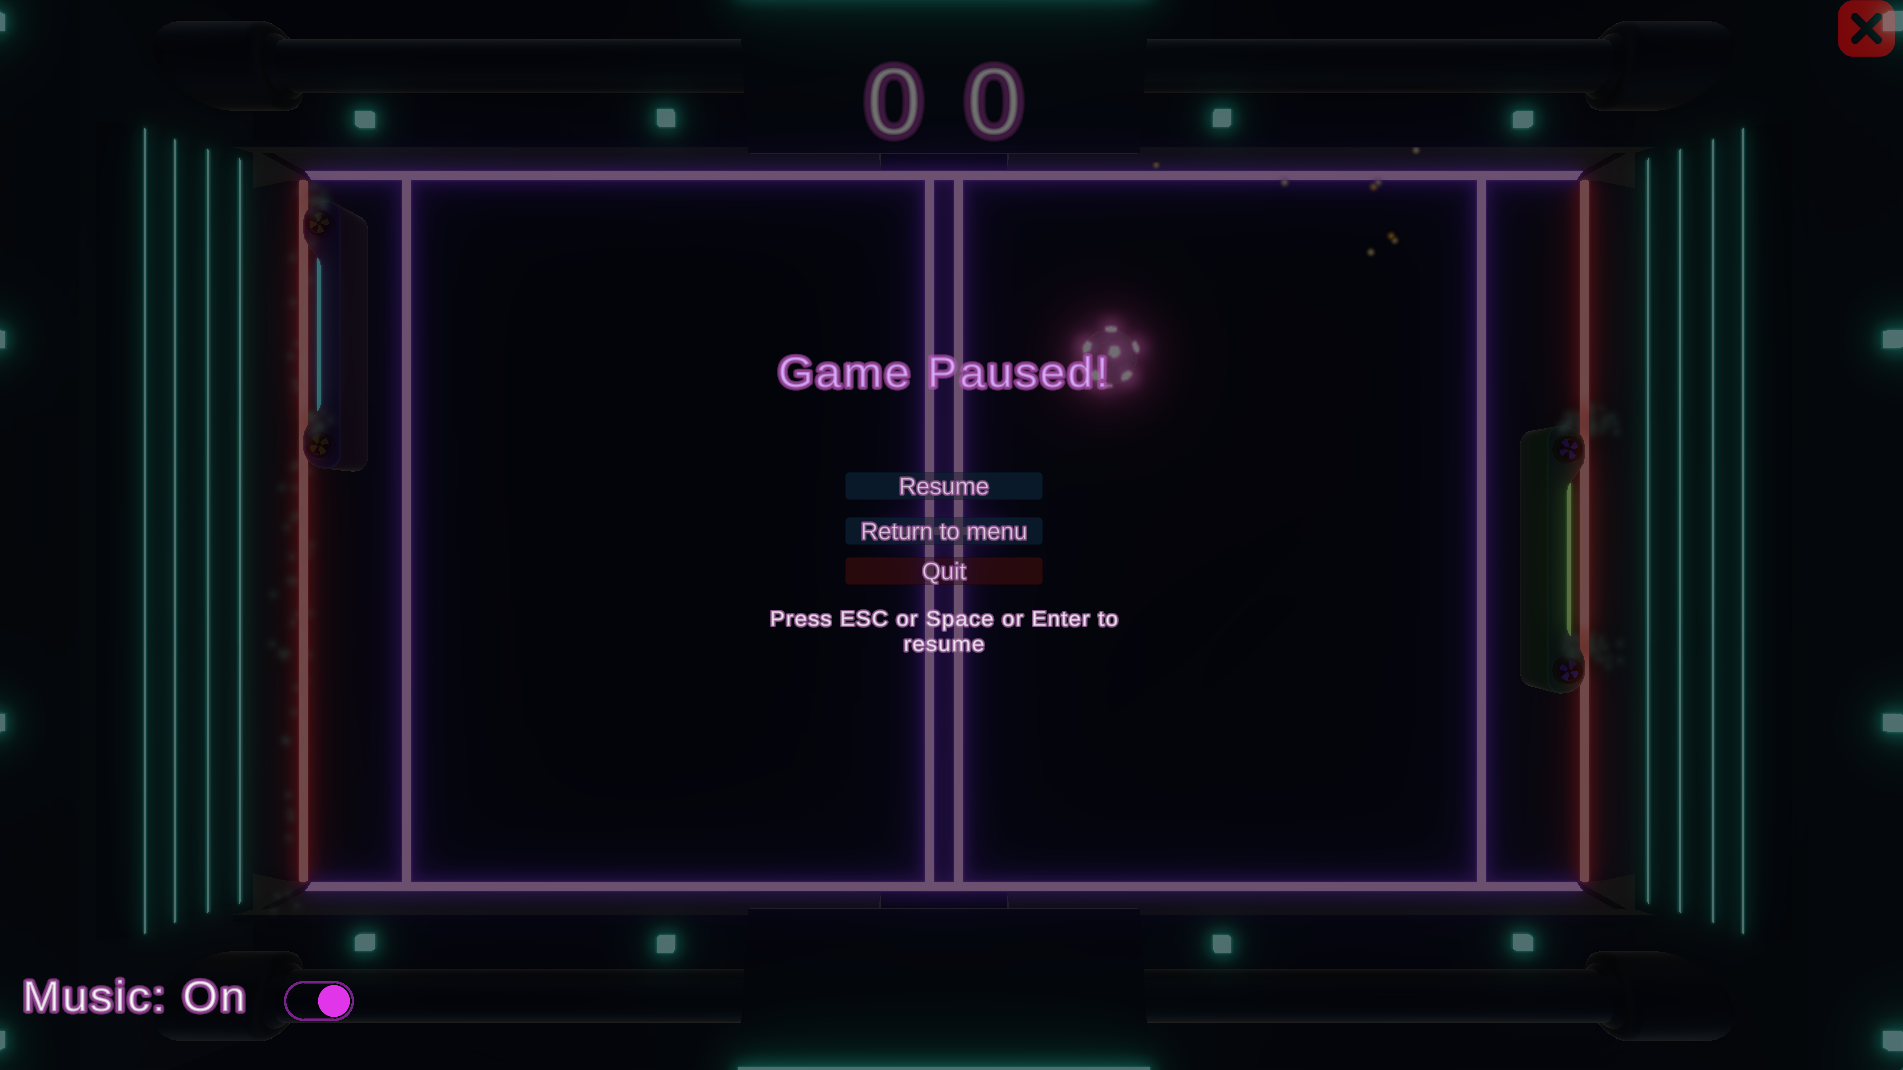 0 0
Game Paused!
Resume
Return to menu
Quit
Press ESC or Space or Enter to
resume
Music: On